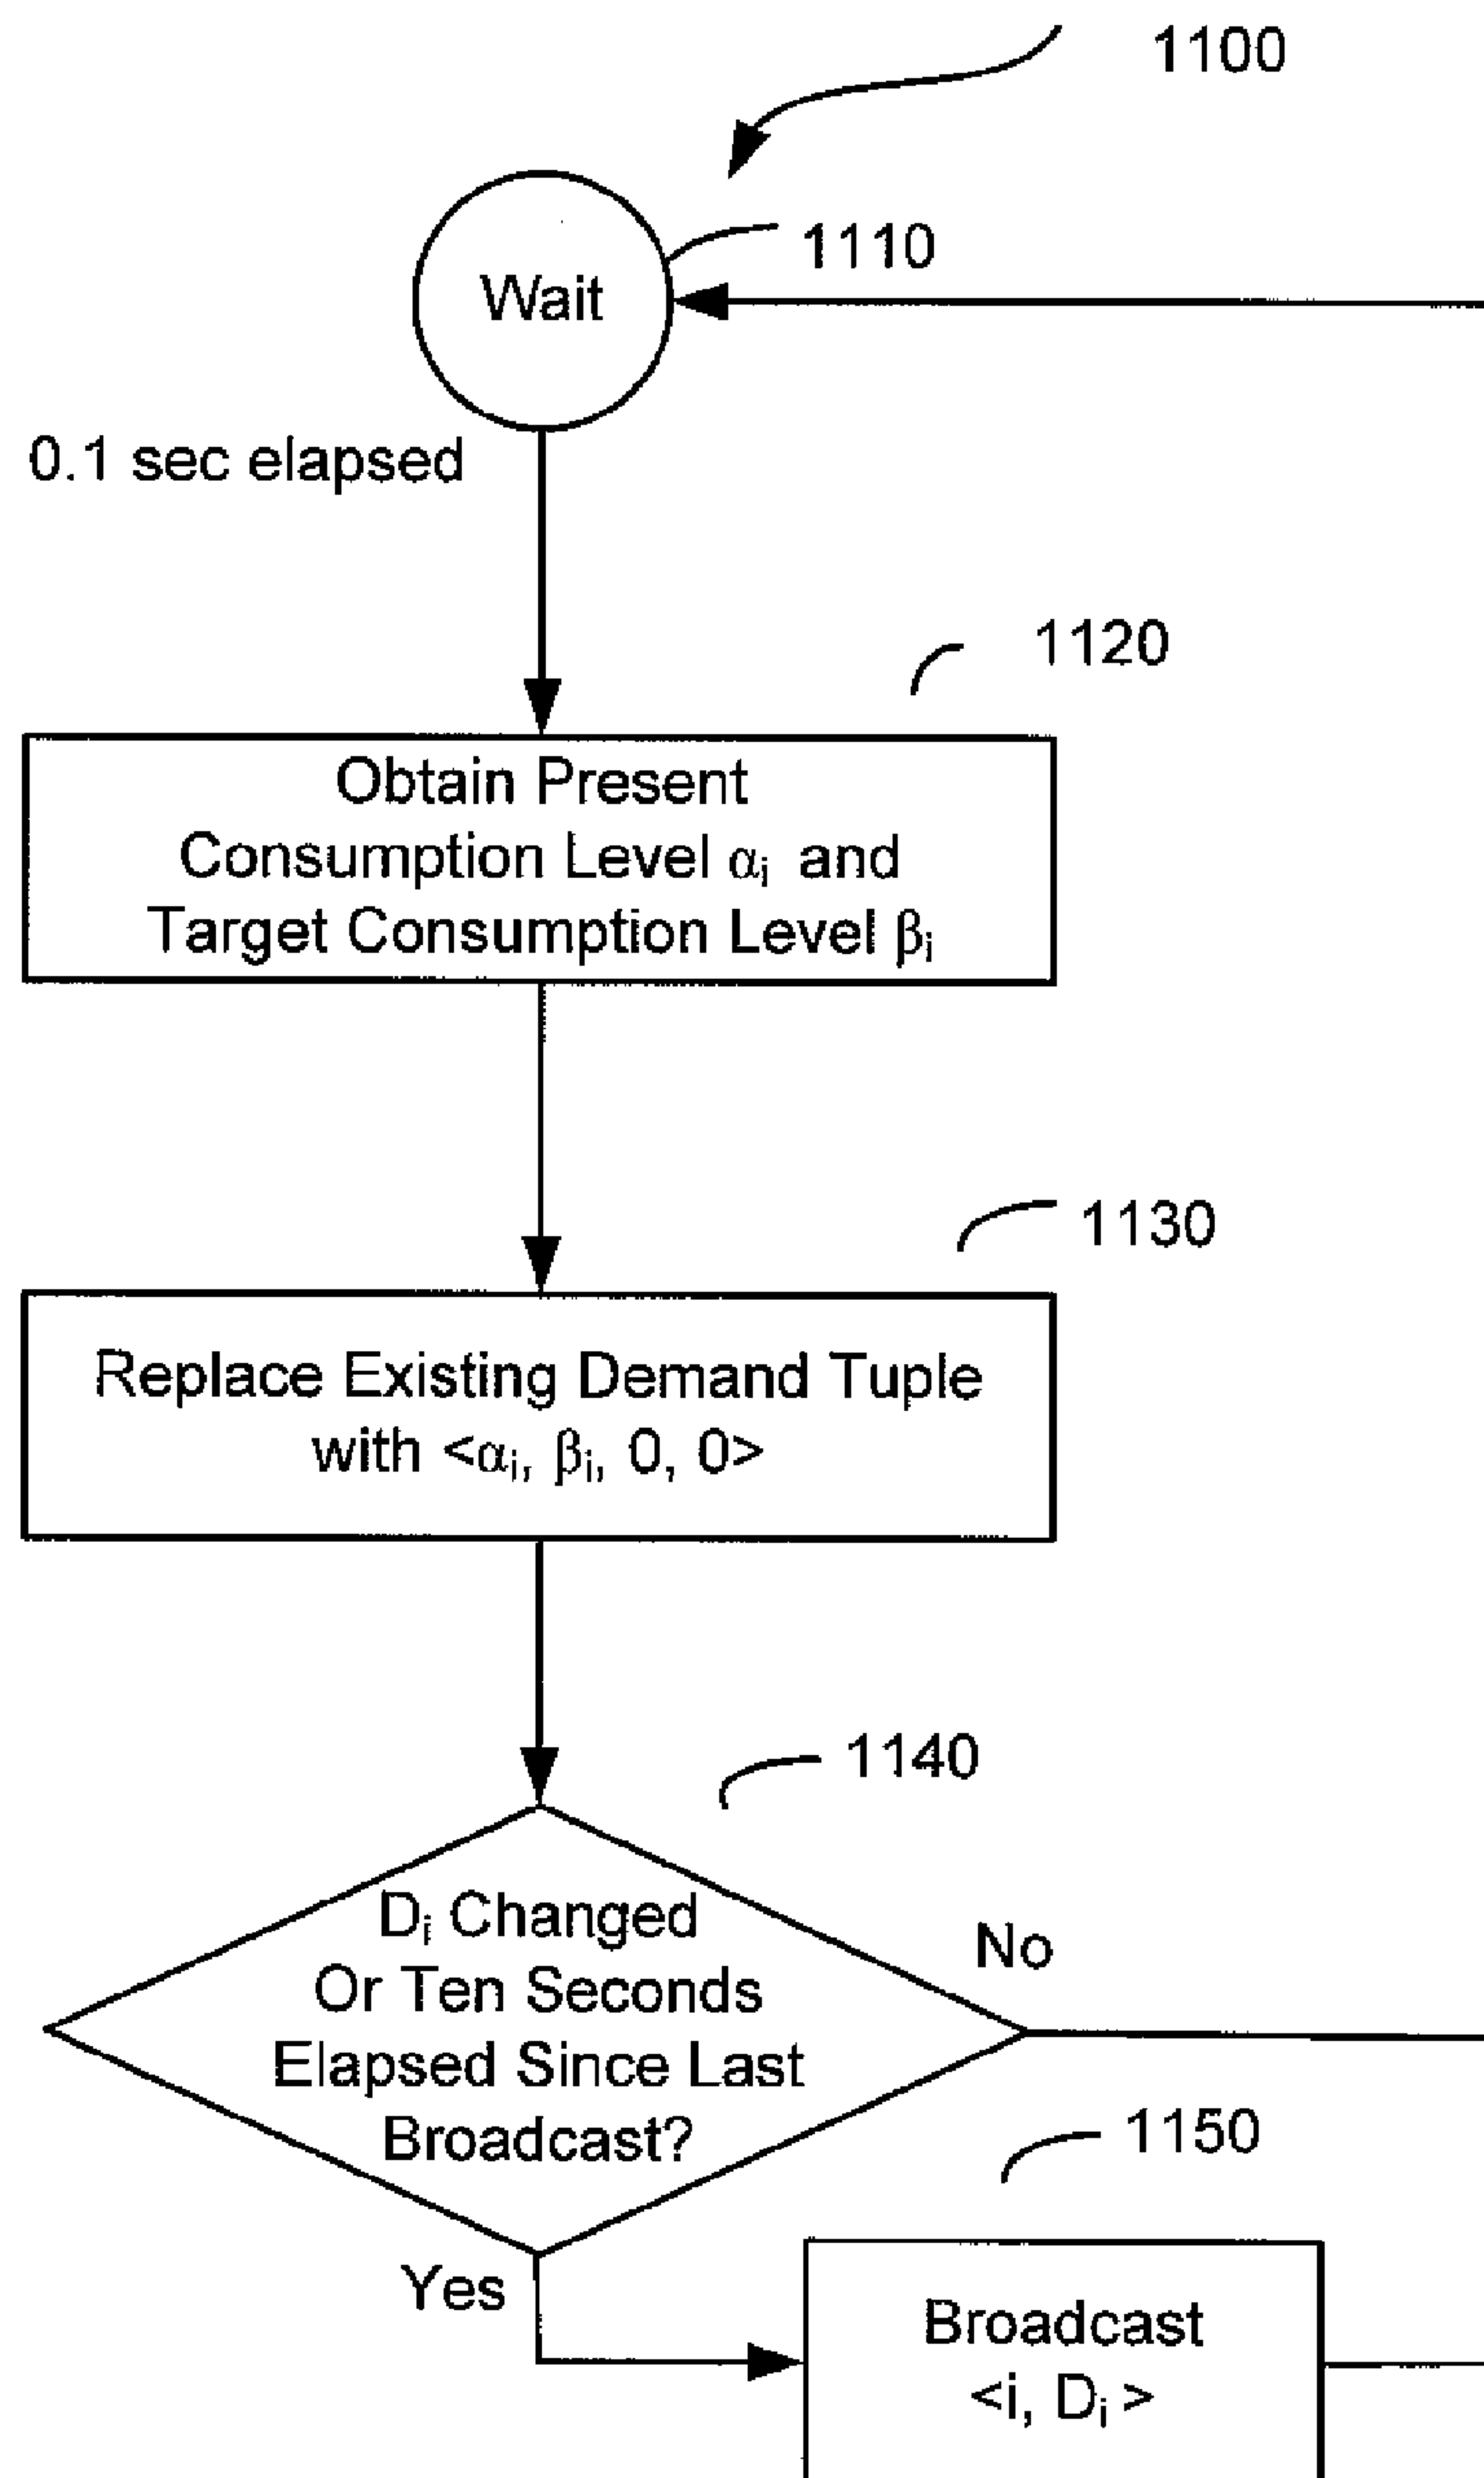 1100
1110
Wait
0.1 sec elapsed
1120
Obtain Present
Consumption Level αᵢ and
Target Consumption Level βᵢ
1130
Replace Existing Demand Tuple
with <αᵢ, βᵢ, 0, 0>
1140
Dᵢ Changed
Or Ten Seconds
Elapsed Since Last
Broadcast?
No
1150
Yes
Broadcast
<i, Dᵢ >